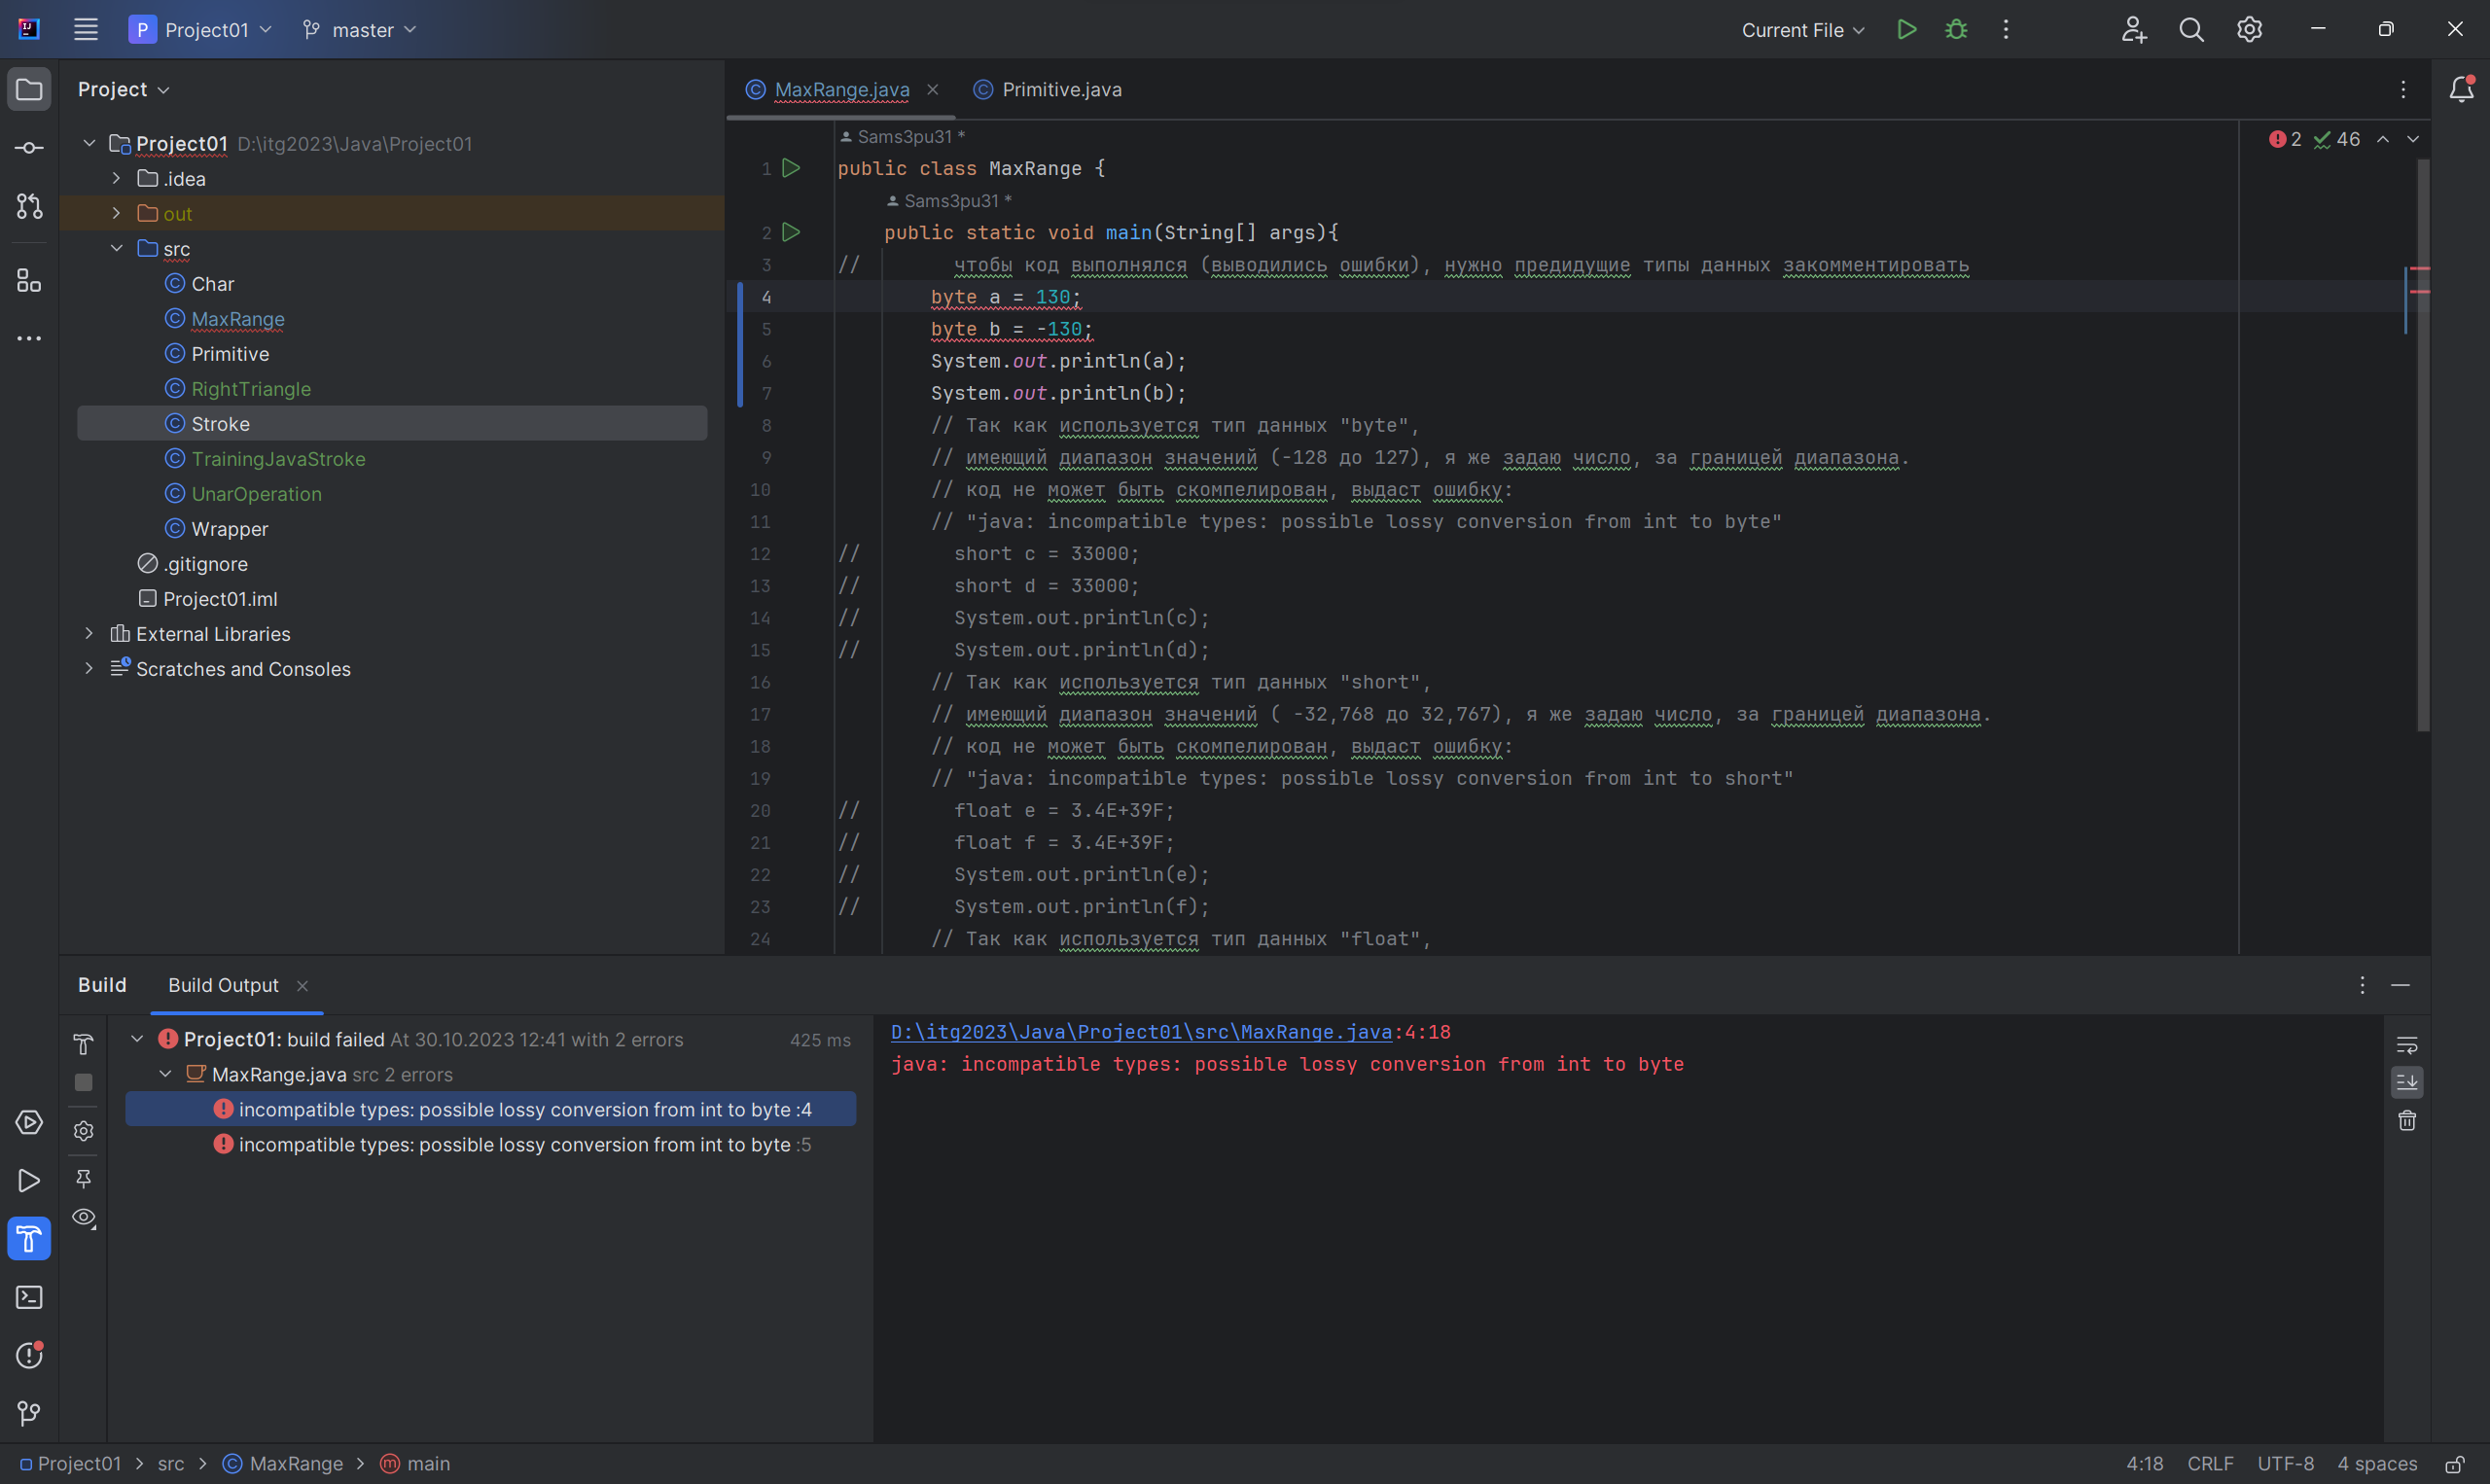 P Project01 master Current File
Project
Project01 D:\itg2023\Java\Project01
.idea
out
src
Char
MaxRange
Primitive
RightTriangle
Stroke
TrainingJavaStroke
UnarOperation
Wrapper
.gitignore
Project01.iml
External Libraries
Scratches and Consoles
MaxRange.java Primitive.java
Sams3pu31 *
2 46
1 public class MaxRange {
Sams3pu31 *
2 public static void main(String[] args){
3 // чтобы код выполнялся (выводились ошибки), нужно предидущие типы данных закомментировать
4 byte a = 130;
5 byte b = -130;
6 System.out.println(a);
7 System.out.println(b);
8 // Так как используется тип данных "byte",
9 // имеющий диапазон значений (-128 до 127), я же задаю число, за границей диапазона.
10 // код не может быть скомпелирован, выдаст ошибку:
11 // "java: incompatible types: possible lossy conversion from int to byte"
12 // short c = 33000;
13 // short d = 33000;
14 // System.out.println(c);
15 // System.out.println(d);
16 // Так как используется тип данных "short",
17 // имеющий диапазон значений ( -32,768 до 32,767), я же задаю число, за границей диапазона.
18 // код не может быть скомпелирован, выдаст ошибку:
19 // "java: incompatible types: possible lossy conversion from int to short"
20 // float e = 3.4E+39F;
21 // float f = 3.4E+39F;
22 // System.out.println(e);
23 // System.out.println(f);
24 // Так как используется тип данных "float",
Build Build Output
Project01: build failed At 30.10.2023 12:41 with 2 errors 425 ms
MaxRange.java src 2 errors
incompatible types: possible lossy conversion from int to byte :4
incompatible types: possible lossy conversion from int to byte :5
D:\itg2023\Java\Project01\src\MaxRange.java:4:18
java: incompatible types: possible lossy conversion from int to byte
Project01 > src > MaxRange > main
4:18 CRLF UTF-8 4 spaces